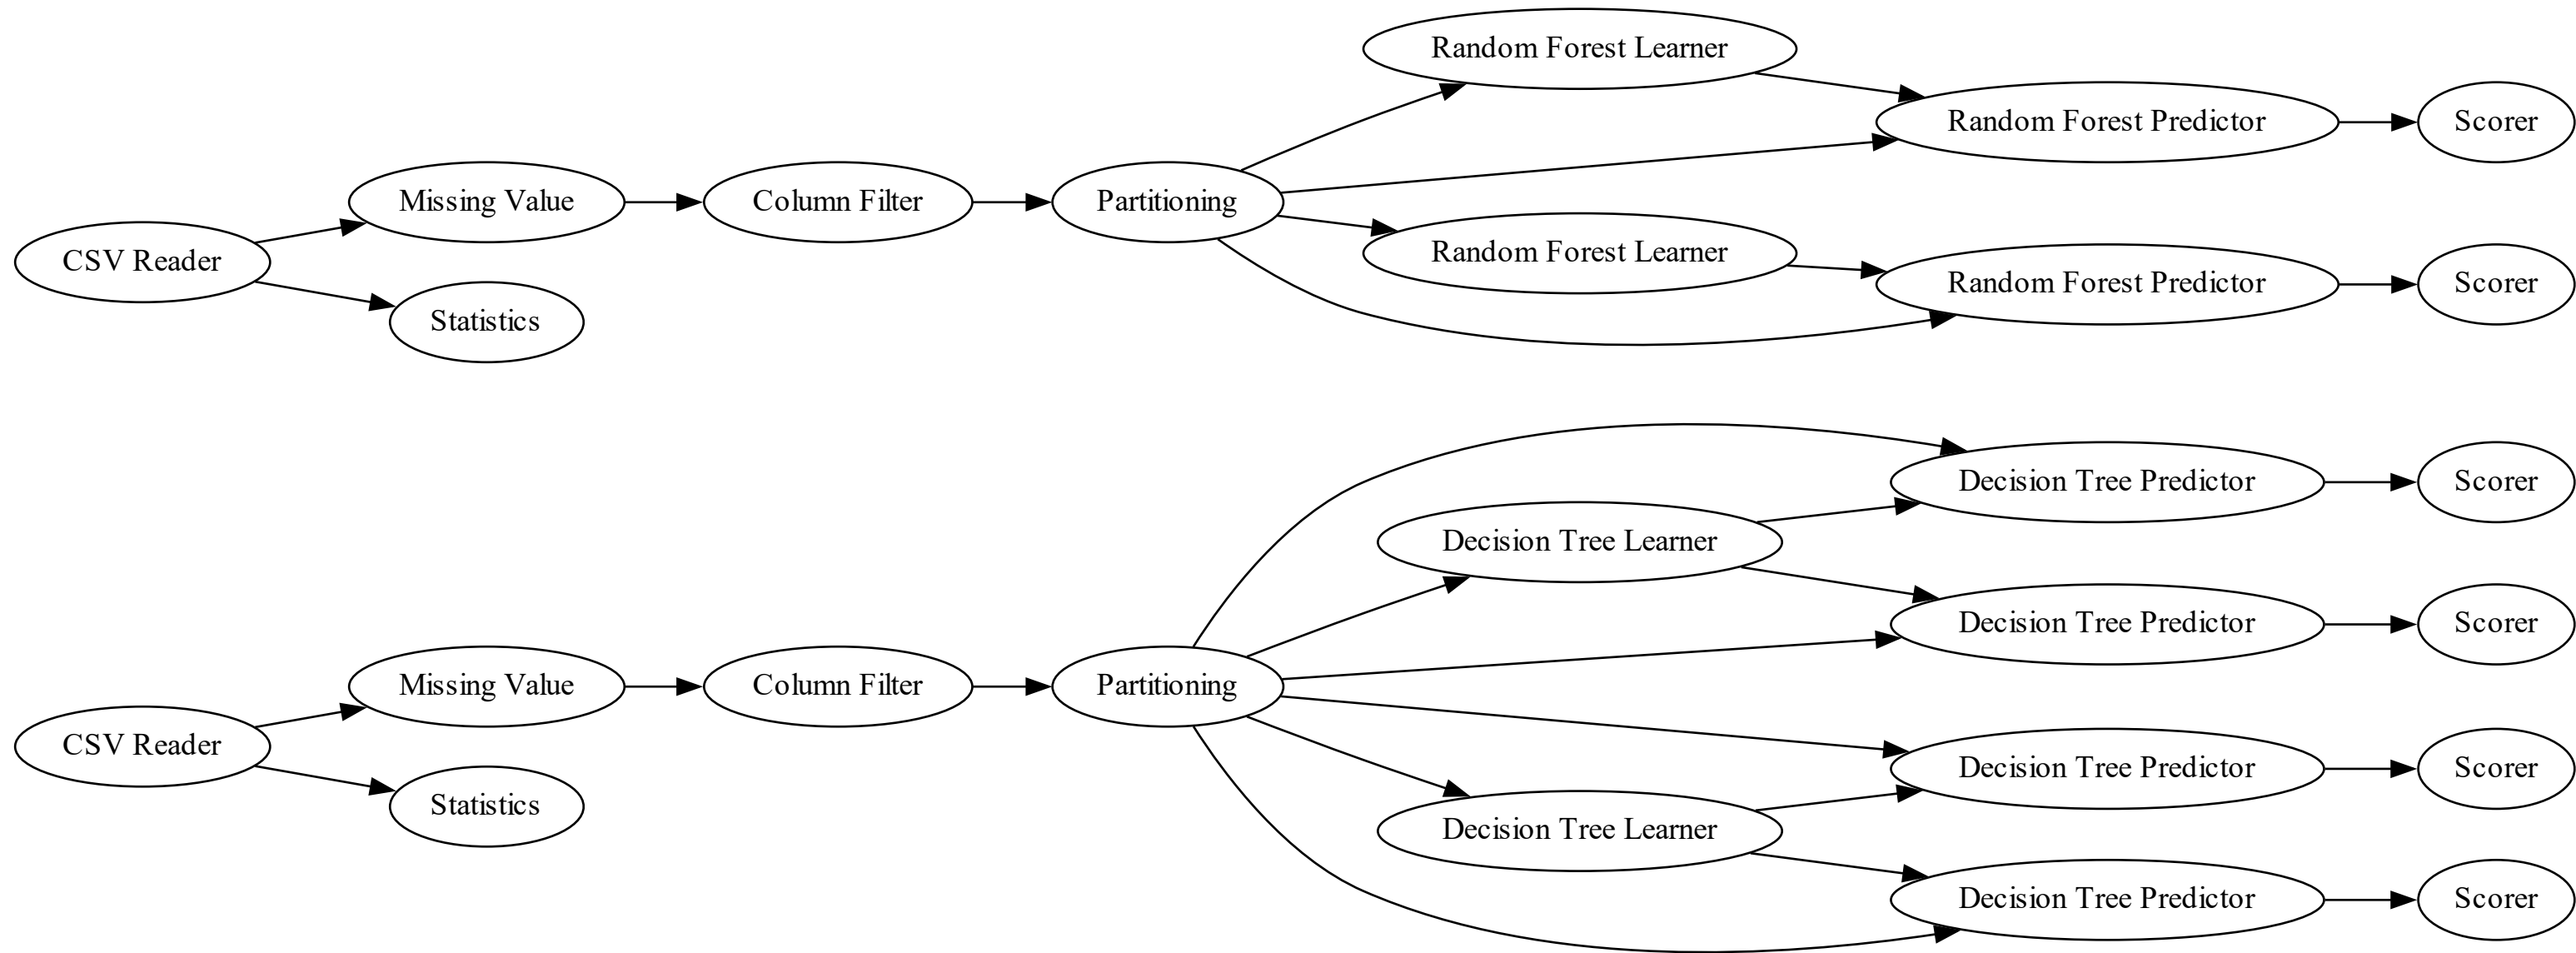 Random Forest Learner
Random Forest Predictor
Scorer
Missing Value
Column Filter
Partitioning
CSV Reader
Random Forest Learner
Random Forest Predictor
Scorer
Statistics
Decision Tree Predictor
Scorer
Decision Tree Learner
Decision Tree Predictor
Scorer
Missing Value
Column Filter
Partitioning
CSV Reader
Decision Tree Predictor
Scorer
Statistics
Decision Tree Learner
Decision Tree Predictor
Scorer